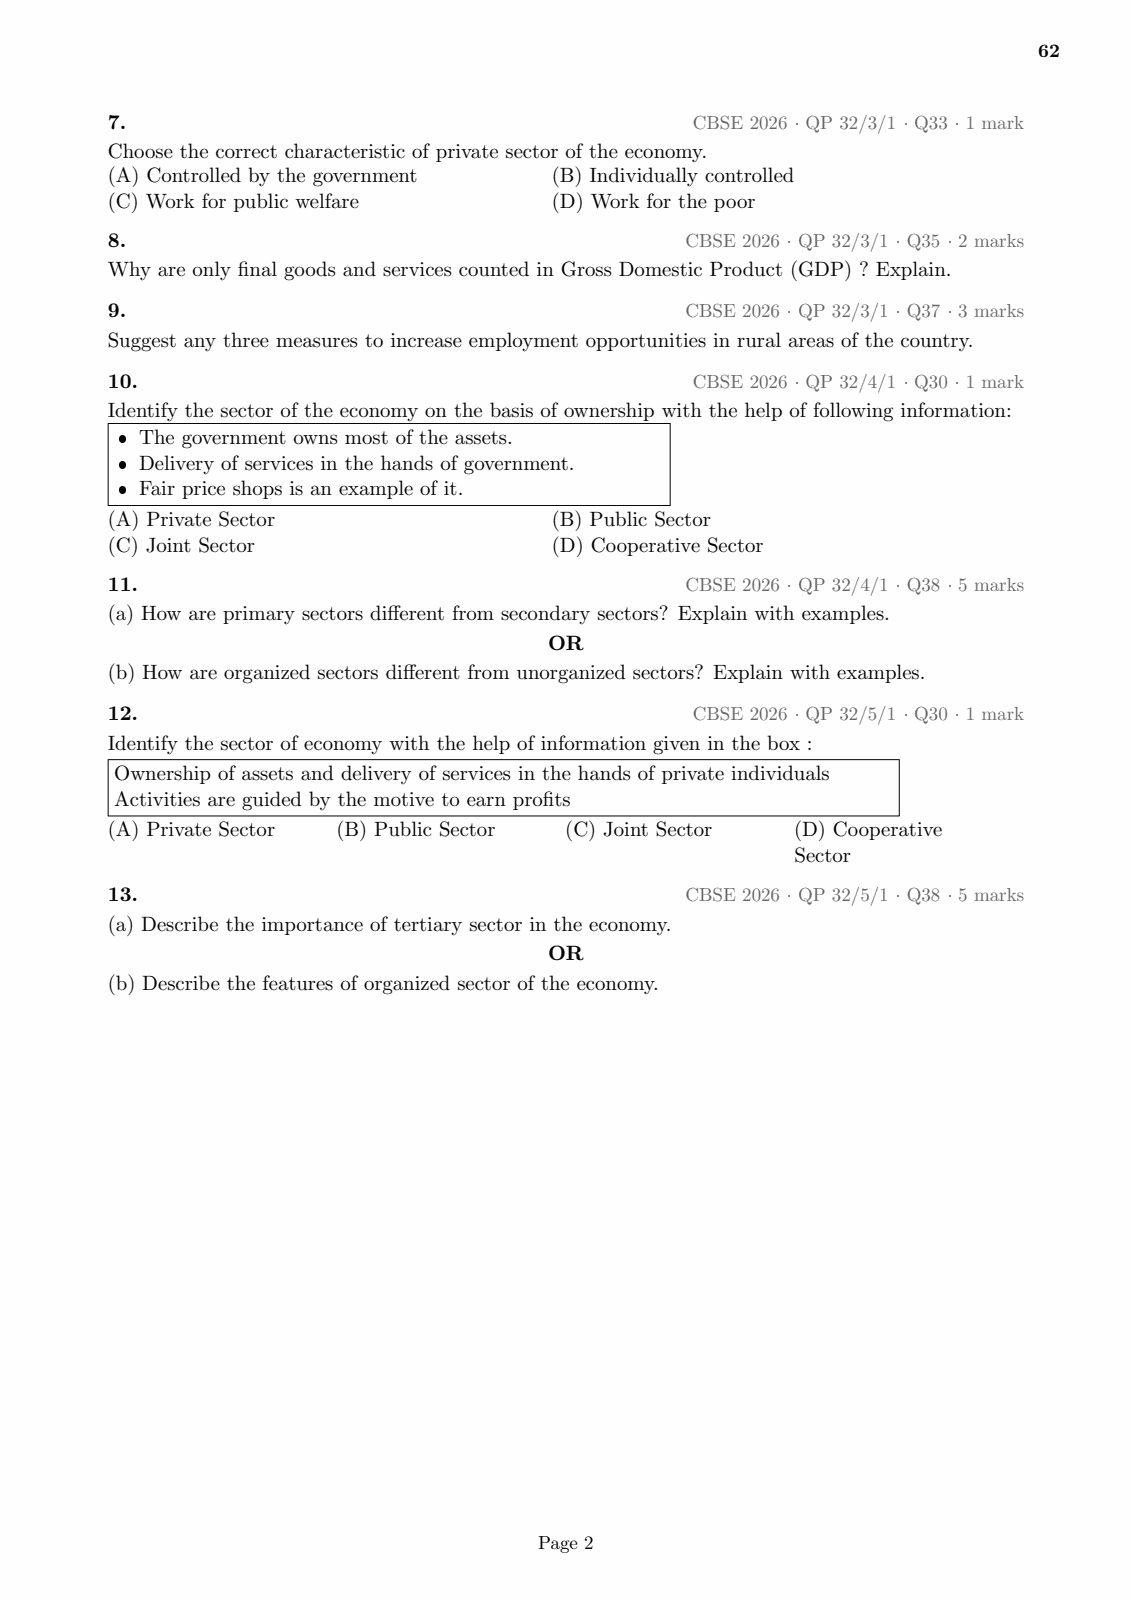 62
7. CBSE 2026 · QP 32/3/1 · Q33 · 1 mark
Choose the correct characteristic of private sector of the economy.
(A) Controlled by the government (B) Individually controlled
(C) Work for public welfare (D) Work for the poor
8. CBSE 2026 · QP 32/3/1 · Q35 · 2 marks
Why are only final goods and services counted in Gross Domestic Product (GDP) ? Explain.
9. CBSE 2026 · QP 32/3/1 · Q37 · 3 marks
Suggest any three measures to increase employment opportunities in rural areas of the country.
10. CBSE 2026 · QP 32/4/1 · Q30 · 1 mark
Identify the sector of the economy on the basis of ownership with the help of following information:
• The government owns most of the assets.
• Delivery of services in the hands of government.
• Fair price shops is an example of it.
(A) Private Sector (B) Public Sector
(C) Joint Sector (D) Cooperative Sector
11. CBSE 2026 · QP 32/4/1 · Q38 · 5 marks
(a) How are primary sectors different from secondary sectors? Explain with examples.
OR
(b) How are organized sectors different from unorganized sectors? Explain with examples.
12. CBSE 2026 · QP 32/5/1 · Q30 · 1 mark
Identify the sector of economy with the help of information given in the box :
Ownership of assets and delivery of services in the hands of private individuals
Activities are guided by the motive to earn profits
(A) Private Sector (B) Public Sector (C) Joint Sector (D) Cooperative
Sector
13. CBSE 2026 · QP 32/5/1 · Q38 · 5 marks
(a) Describe the importance of tertiary sector in the economy.
OR
(b) Describe the features of organized sector of the economy.
Page 2